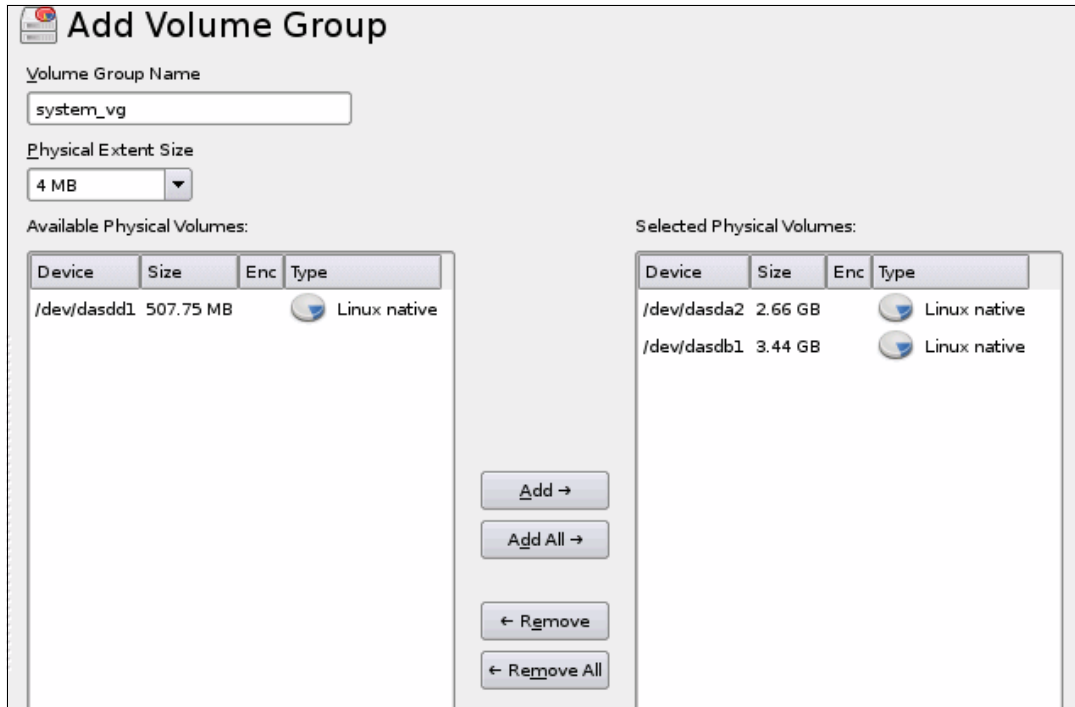 Add Volume Group
Volume Group Name
system_vg
Physical Extent Size
4 MB
Available Physical Volumes:
Device Size Enc Type
/dev/dasdd1 507.75 MB Linux native
Selected Physical Volumes:
Device Size Enc Type
/dev/dasda2 2.66 GB Linux native
/dev/dasdb1 3.44 GB Linux native
Add →
Add All →
← Remove
← Remove All